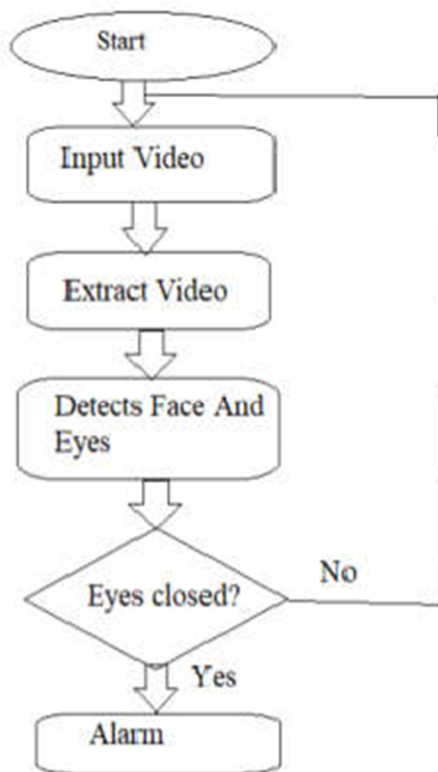 Start
Input Video
Extract Video
Detects Face And
Eyes
Eyes closed?
No
Yes
Alarm